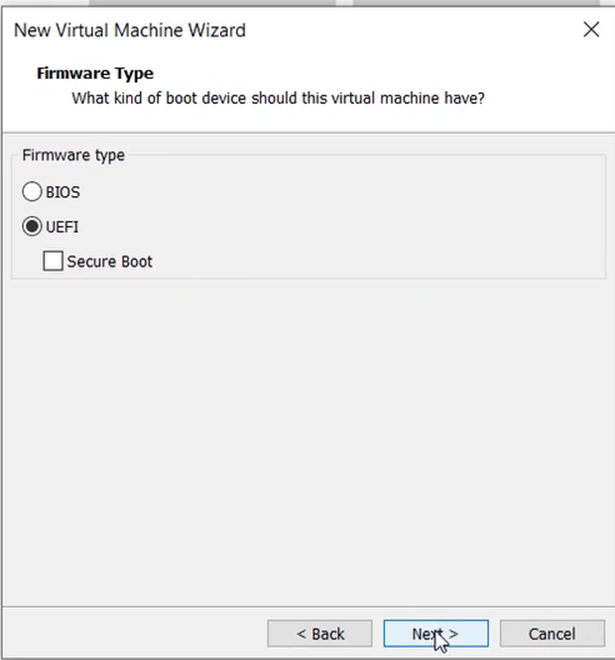 New Virtual Machine Wizard
Firmware Type
What kind of boot device should this virtual machine have?
Firmware type
BIOS
UEFI
Secure Boot
< Back Next > Cancel